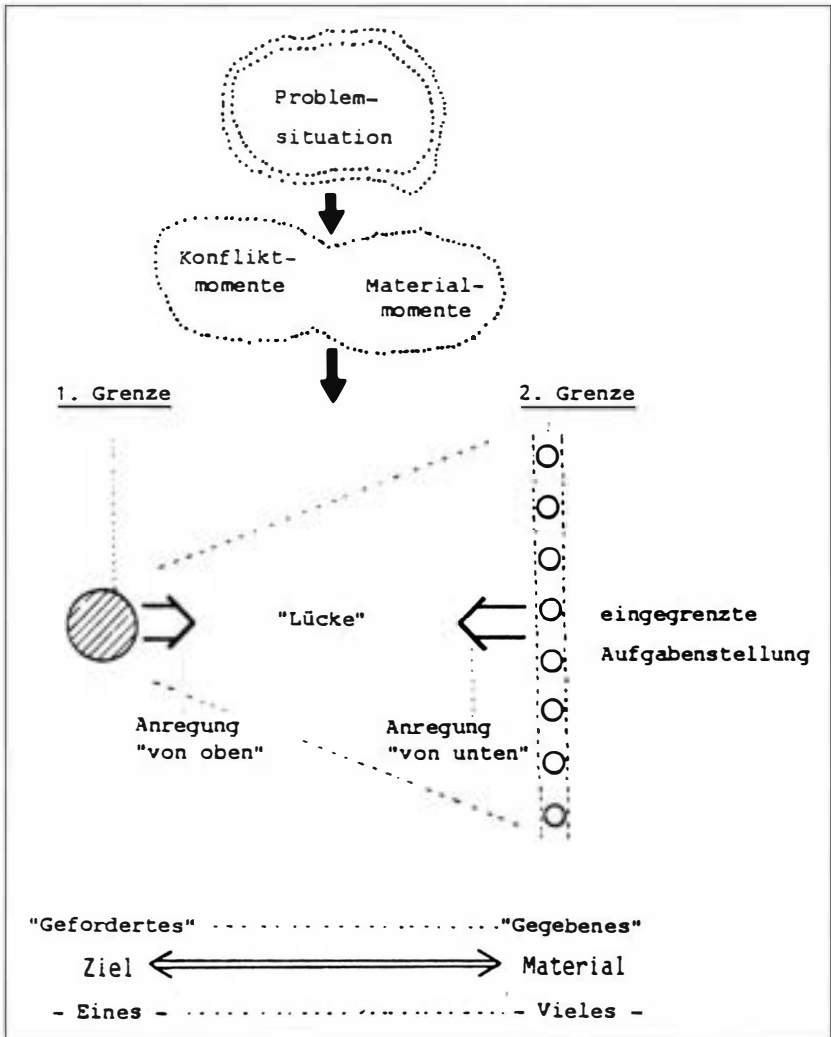 Problem-
situation
Konflikt-
momente
Material-
momente
1. Grenze
2. Grenze
"Lücke"
eingegrenzte
Aufgabenstellung
Anregung
"von oben"
Anregung
"von unten"
"Gefordertes" "Gegebenes"
Ziel Material
- Eines - - Vieles -